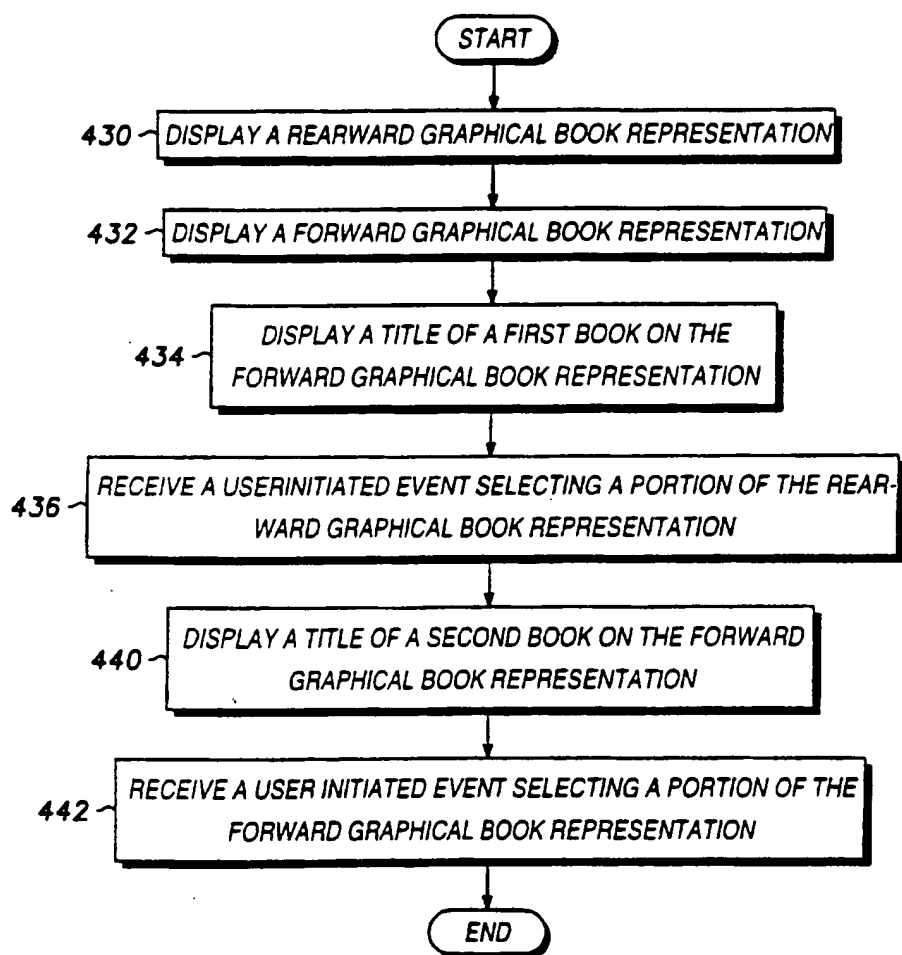 START
430 DISPLAY A REARWARD GRAPHICAL BOOK REPRESENTATION
432 DISPLAY A FORWARD GRAPHICAL BOOK REPRESENTATION
DISPLAY A TITLE OF A FIRST BOOK ON THE
434
FORWARD GRAPHICAL BOOK REPRESENTATION
RECEIVE A USERINITIATED EVENT SELECTING A PORTION OF THE REAR-
436
WARD GRAPHICAL BOOK REPRESENTATION
DISPLAY A TITLE OF A SECOND BOOK ON THE FORWARD
440
GRAPHICAL BOOK REPRESENTATION
RECEIVE A USER INITIATED EVENT SELECTING A PORTION OF THE
442
FORWARD GRAPHICAL BOOK REPRESENTATION
END